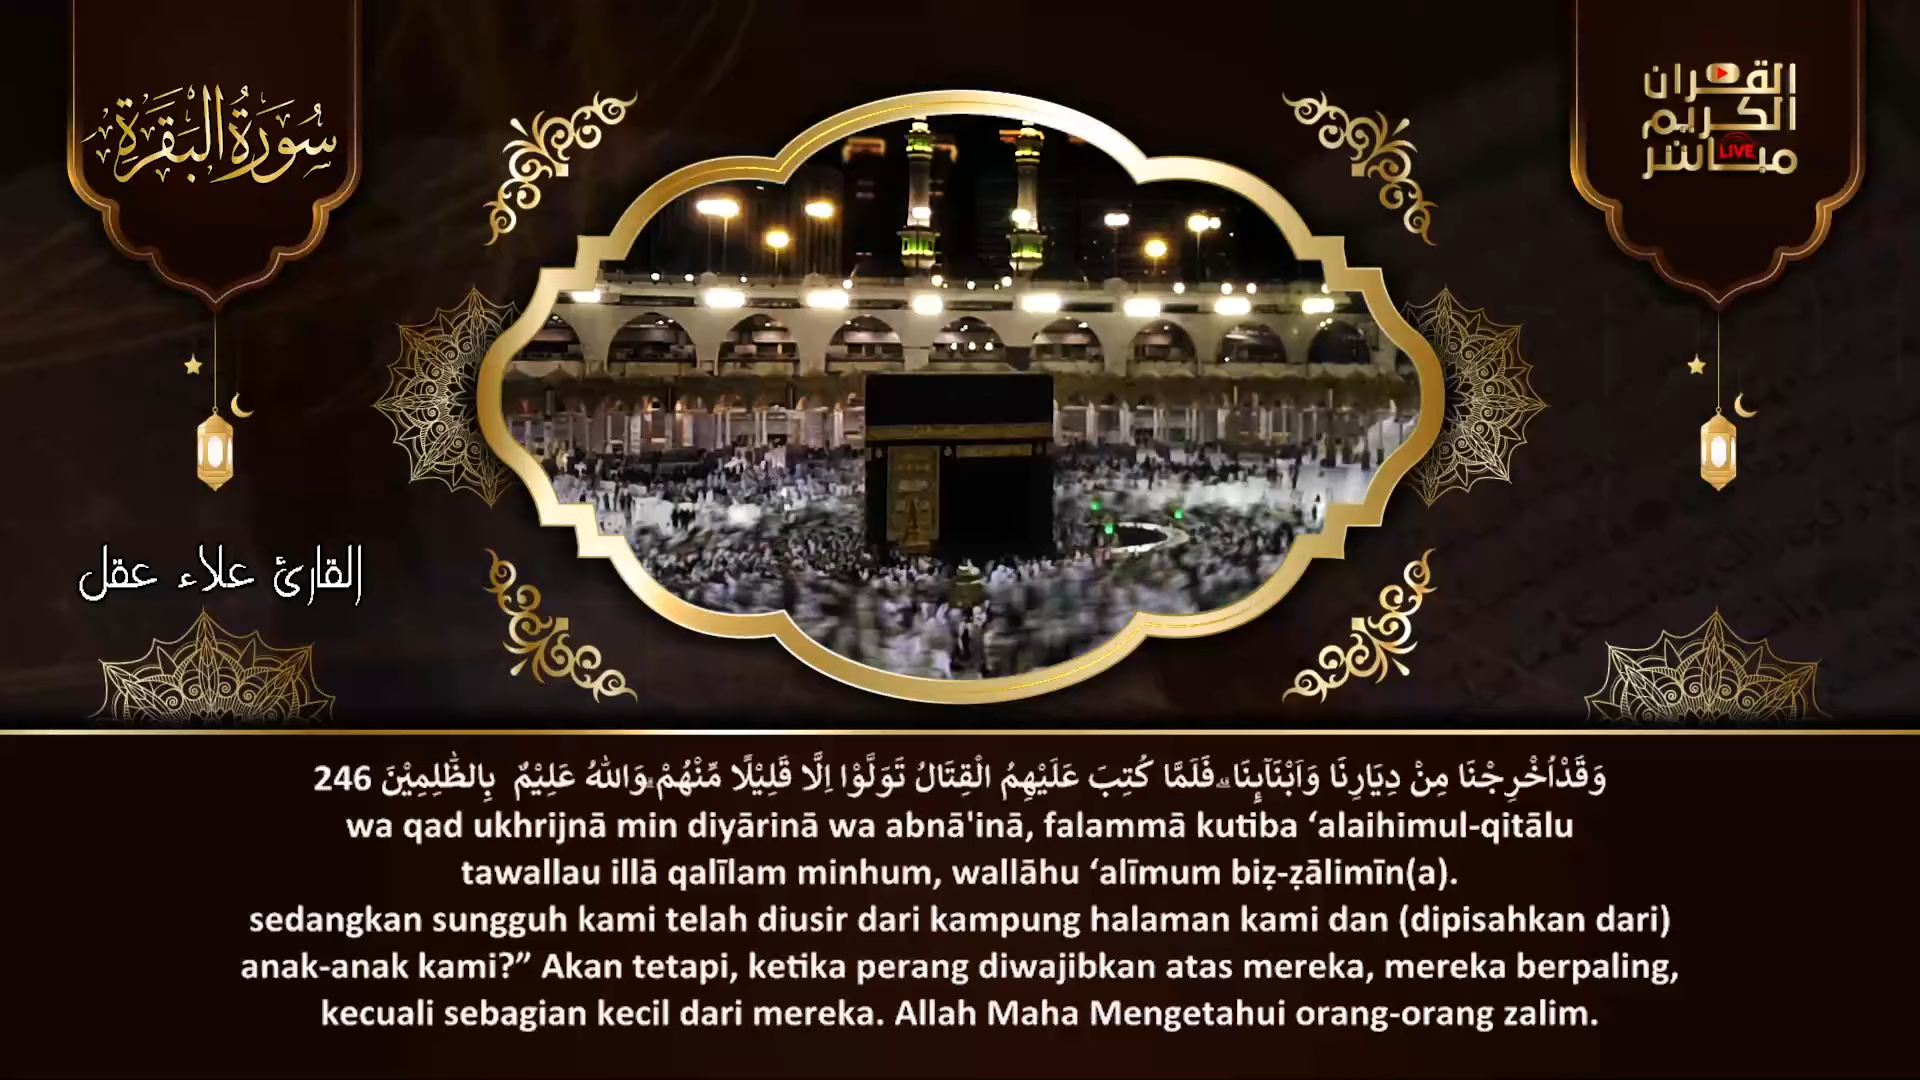 سُورَةُ البَقَرَةِ
القرآن
الكريم
مباشر
LIVE
القارئ علاء عقل
وَقَدْاُخْرِجْنَا مِنْ دِيَارِنَا وَاَبْنَاۤىِٕنَا ۗ فَلَمَّا كُتِبَ عَلَيْهِمُ الْقِتَالُ تَوَلَّوْا اِلَّا قَلِيْلًا مِّنْهُمْ ۗوَاللّٰهُ عَلِيْمٌ بِالظّٰلِمِيْنَ 246
wa qad ukhrijnā min diyārinā wa abnā'inā, falammā kutiba ‘alaihimul-qitālu
tawallau illā qalīlam minhum, wallāhu ‘alīmum biẓ-ẓālimīn(a).
sedangkan sungguh kami telah diusir dari kampung halaman kami dan (dipisahkan dari)
anak-anak kami?” Akan tetapi, ketika perang diwajibkan atas mereka, mereka berpaling,
kecuali sebagian kecil dari mereka. Allah Maha Mengetahui orang-orang zalim.